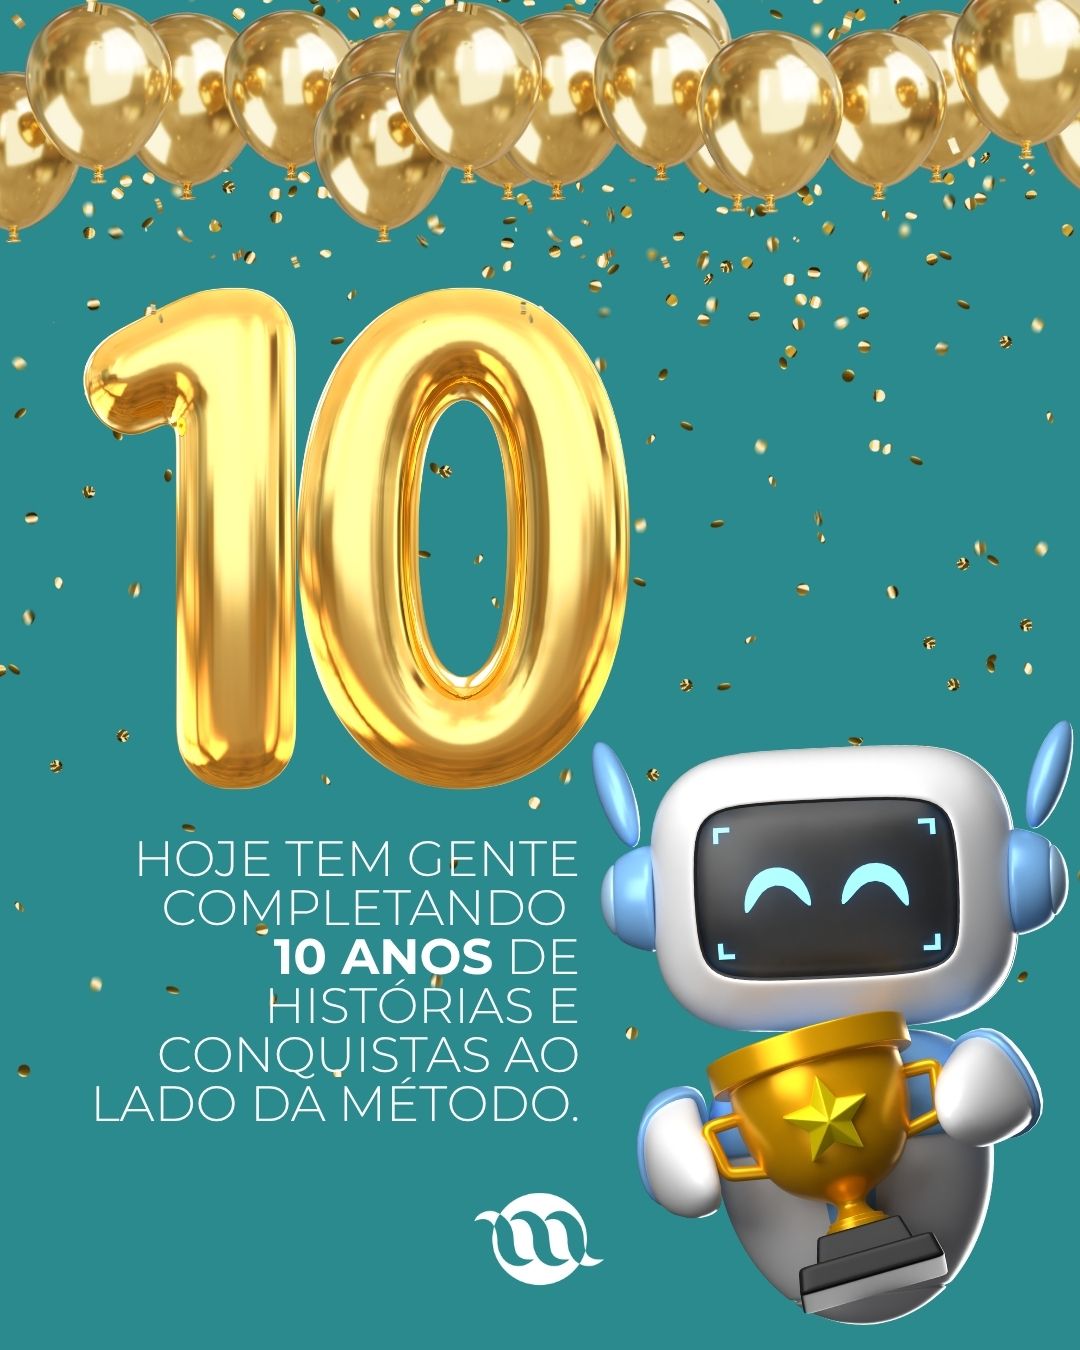 10
HOJE TEM GENTE
COMPLETANDO
10 ANOS DE
HISTÓRIAS E
CONQUISTAS AO
LADO DA MÉTODO.